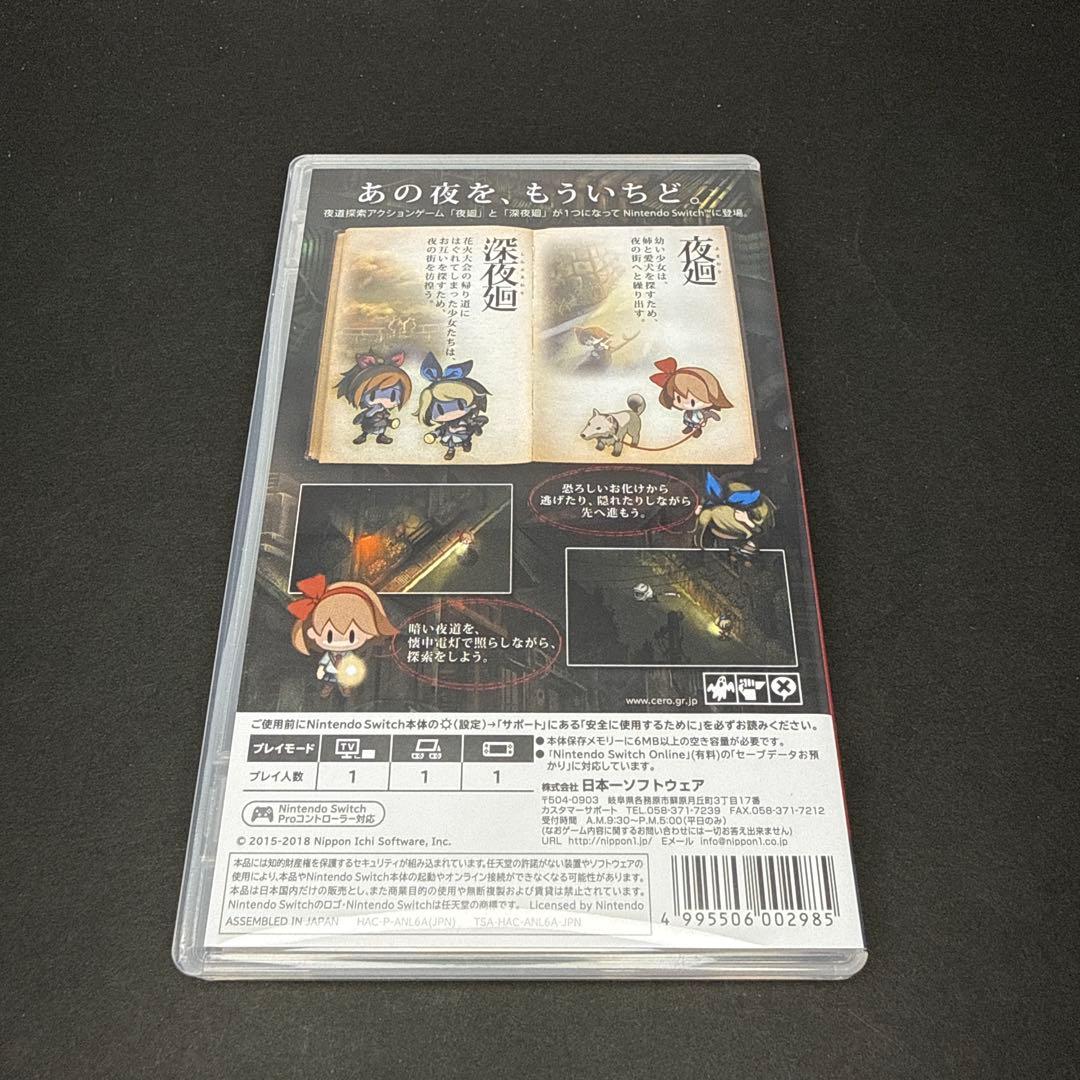 あの夜を、もういちど。
夜道探索アクションゲーム「夜廻」と「深夜廻」が1つになって Nintendo Switch™に登場。
夜廻
よまわり
幼い少女は、
姉と愛犬を探すため、
夜の街へと繰り出す。
深夜廻
しんよまわり
花火大会の帰り道に
はぐれてしまった少女たちは、
お互いを探すため、
夜の街を彷徨う。
恐ろしいお化けから
逃げたり、隠れたりしながら
先へ進もう。
暗い夜道を、
懐中電灯で照らしながら、
探索をしよう。
www.cero.gr.jp
ご使用前にNintendo Switch本体の(設定)→「サポート」にある「安全に使用するために」を必ずお読みください。
プレイモード TV
プレイ人数 1 1 1
●本体保存メモリーに6MB以上の空き容量が必要です。
●「Nintendo Switch Online」(有料)の「セーブデータお預
かり」に対応しています。
Nintendo Switch
Proコントローラー対応
株式会社 日本一ソフトウェア
〒504-0903 岐阜県各務原市蘇原月丘町3丁目17番
カスタマーサポート TEL.058-371-7239 FAX.058-371-7212
受付時間 A.M.9:30~P.M.5:00(平日のみ)
(なおゲーム内容に関するお問い合わせには一切お答え出来ません)
URL http://nippon1.jp/ Eメール info@nippon1.co.jp
© 2015-2018 Nippon Ichi Software, Inc.
本品には知的財産権を保護するセキュリティが組み込まれています。任天堂の許諾がない装置やソフトウェアの
使用により、本品やNintendo Switch本体の起動やオンライン接続ができなくなる可能性があります。
本品は日本国内だけの販売とし、また商業目的の使用や無断複製および賃貸は禁止されています。
Nintendo Switchのロゴ・Nintendo Switchは任天堂の商標です。 Licensed by Nintendo
ASSEMBLED IN JAPAN HAC-P-ANL6A(JPN) TSA-HAC-ANL6A-JPN
4 995506 002985